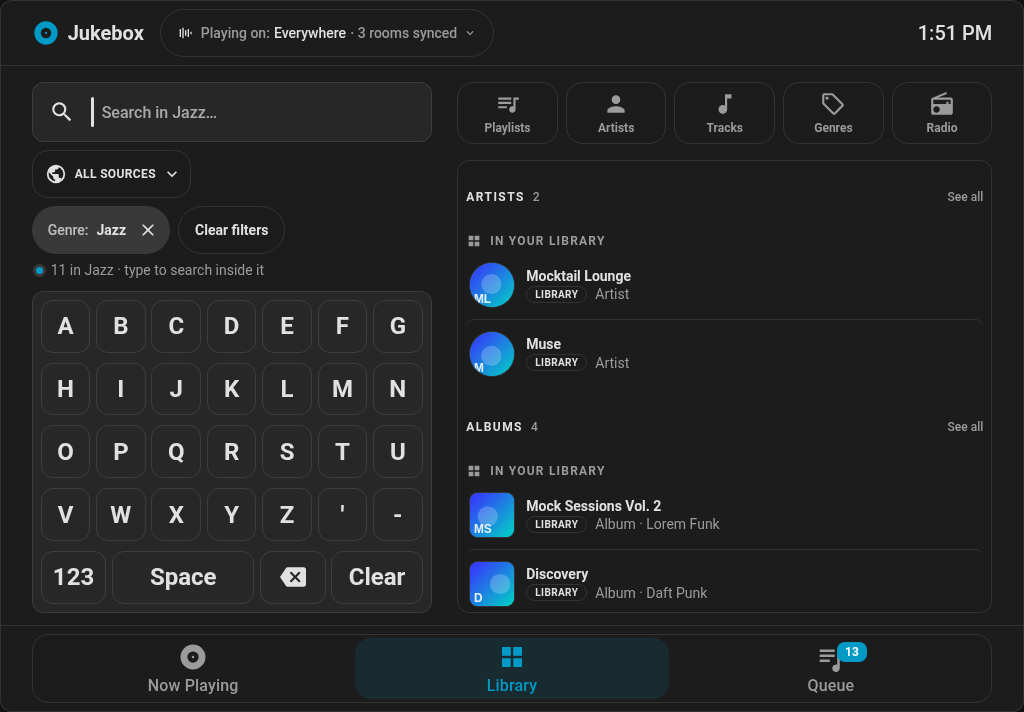 Jukebox
Playing on: Everywhere · 3 rooms synced
1:51 PM
Search in Jazz...
ALL SOURCES
Genre: Jazz
Clear filters
11 in Jazz · type to search inside it
A B C D E F G
H I J K L M N
O P Q R S T U
V W X Y Z ' -
123 Space Clear
Playlists
Artists
Tracks
Genres
Radio
ARTISTS 2
See all
IN YOUR LIBRARY
ML
Mocktail Lounge
LIBRARY Artist
M
Muse
LIBRARY Artist
ALBUMS 4
See all
IN YOUR LIBRARY
MS
Mock Sessions Vol. 2
LIBRARY Album · Lorem Funk
D
Discovery
LIBRARY Album · Daft Punk
Now Playing
Library
13
Queue